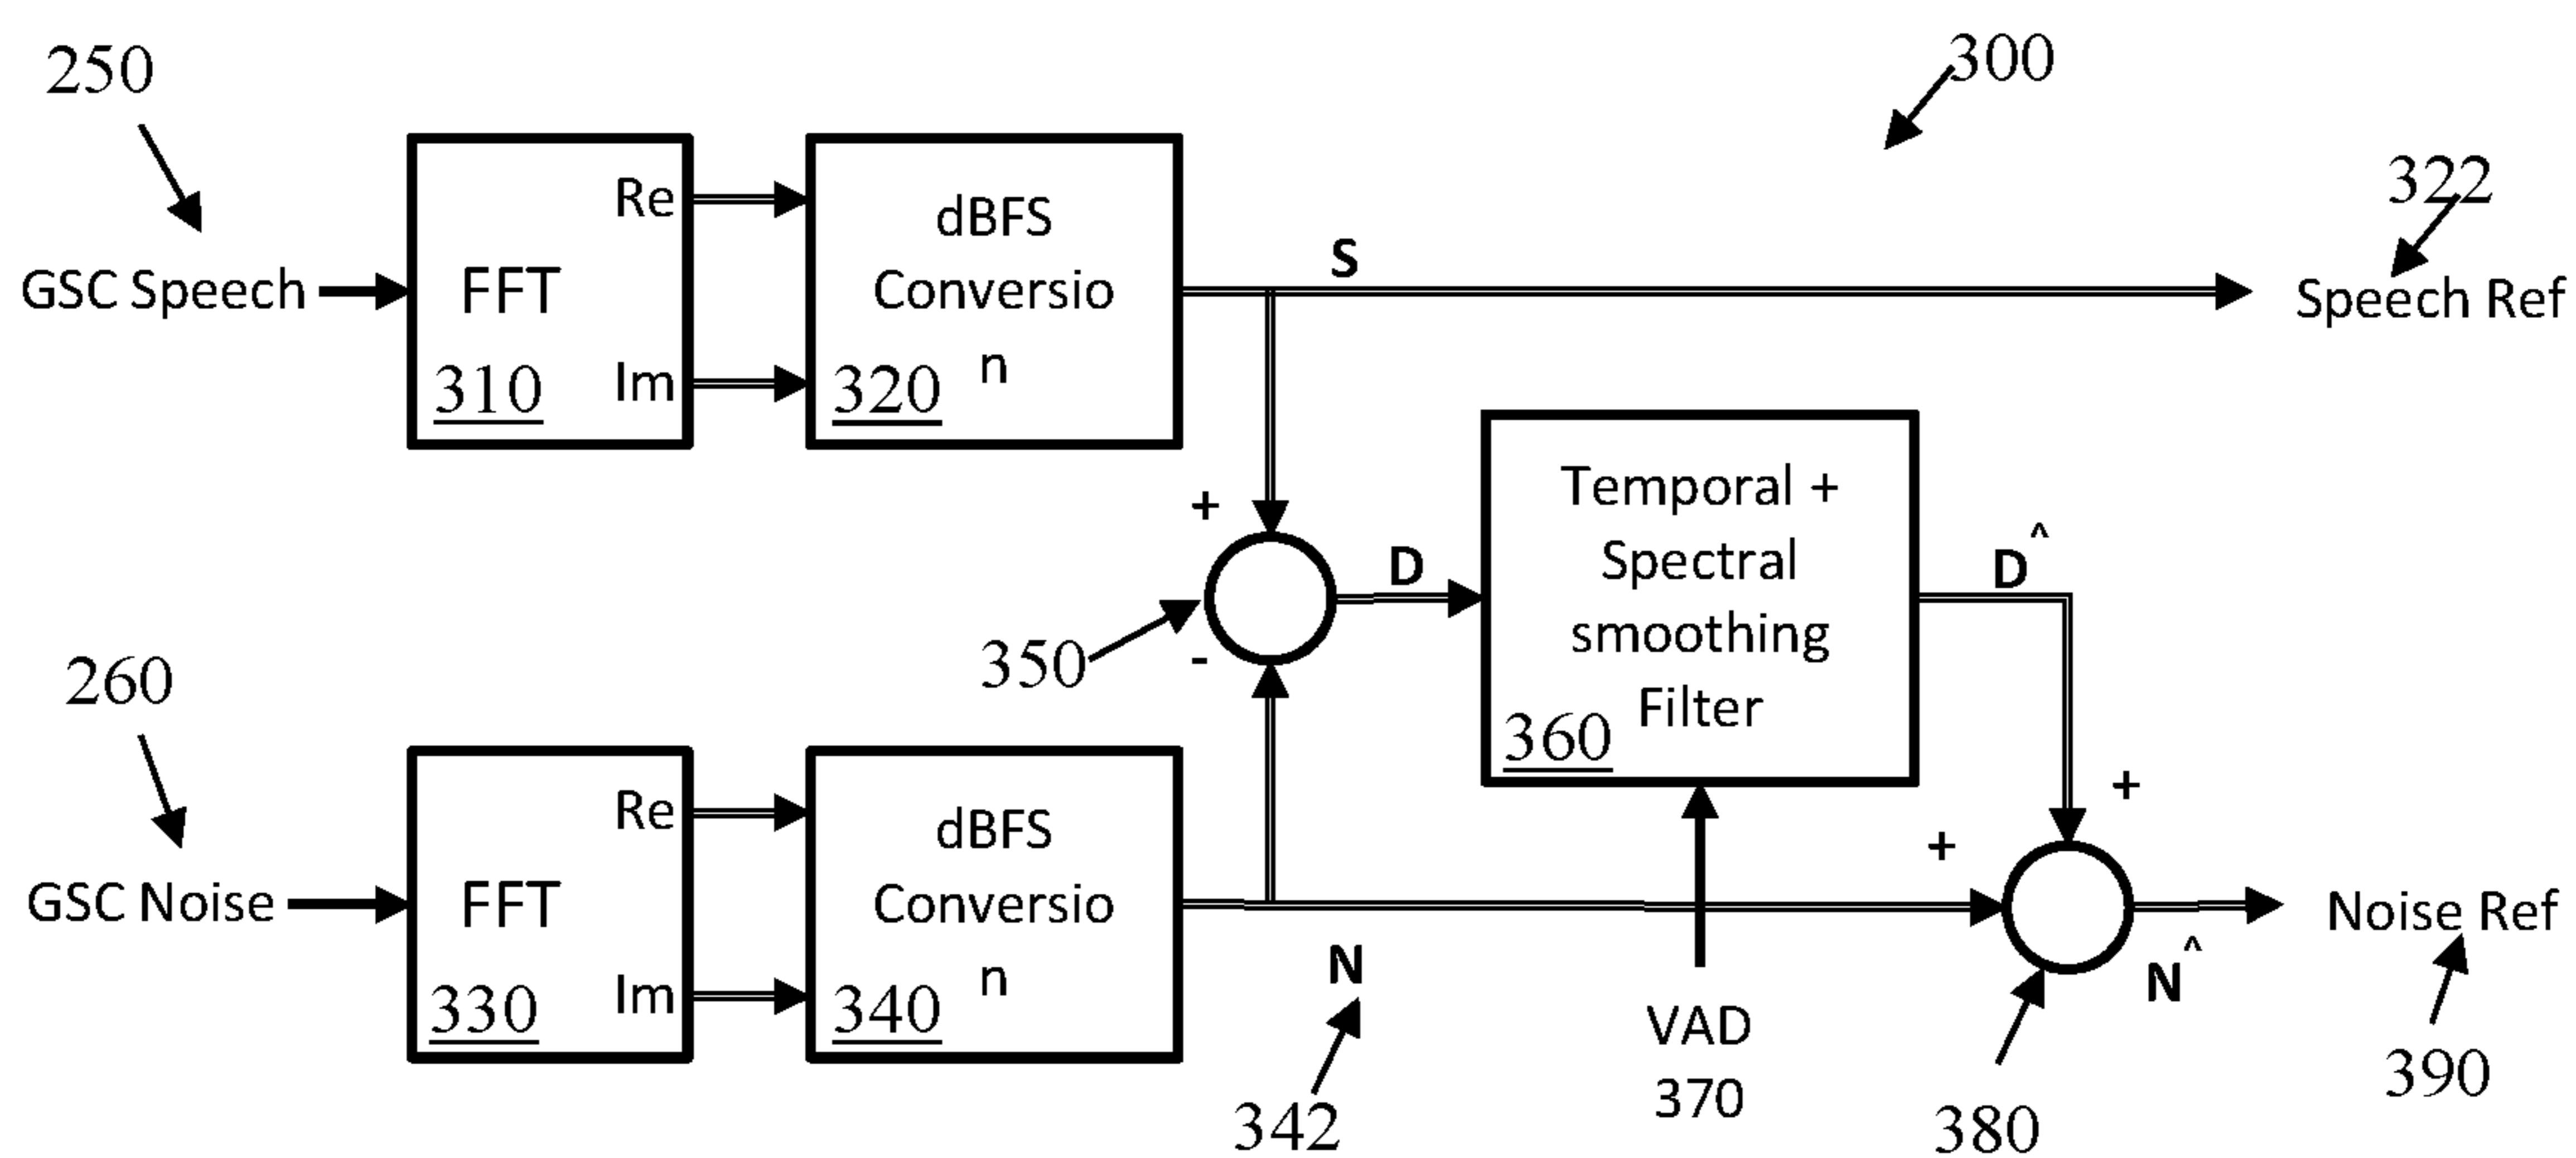 250
300
322
GSC Speech
FFT
Re
Im
310
dBFS
Conversio
n
320
S
Speech Ref
+
-
350
D
Temporal +
Spectral
smoothing
Filter
360
D^
+
260
GSC Noise
FFT
Re
Im
330
dBFS
Conversio
n
340
N
342
VAD
370
+
380
N^
Noise Ref
390